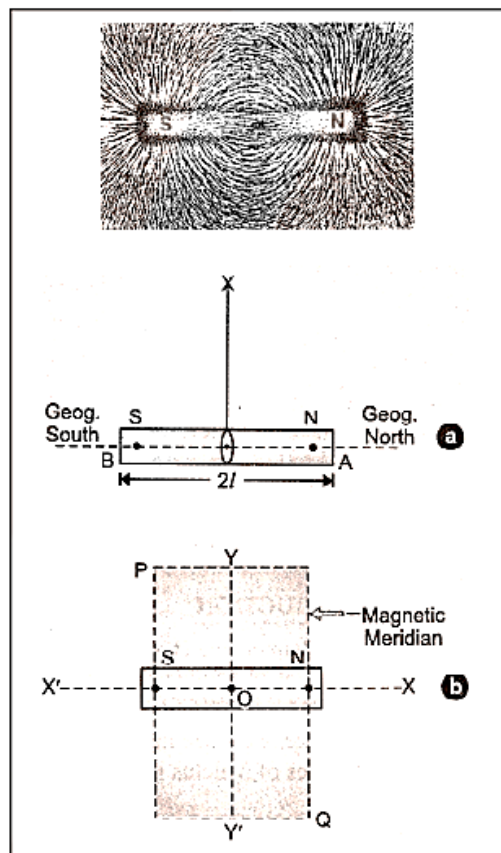 S N
X
Geog. South S N Geog. North a
B A
2l
P Y
Magnetic Meridian
S N
X′ O X b
Y′ Q